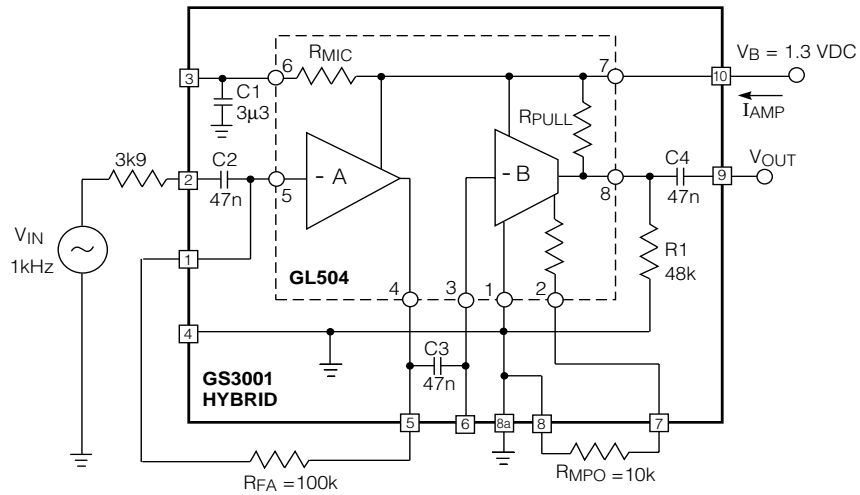 6
R_MIC
7
3
C1
3µ3
R_PULL
V_B = 1.3 VDC
10
I_AMP
3k9
2
C2
47n
5
- A
- B
8
C4
47n
9
V_OUT
V_IN
1kHz
1
GL504
4
3
1
2
R1
48k
4
C3
47n
GS3001
HYBRID
5
6
8a
8
7
R_FA =100k
R_MPO =10k